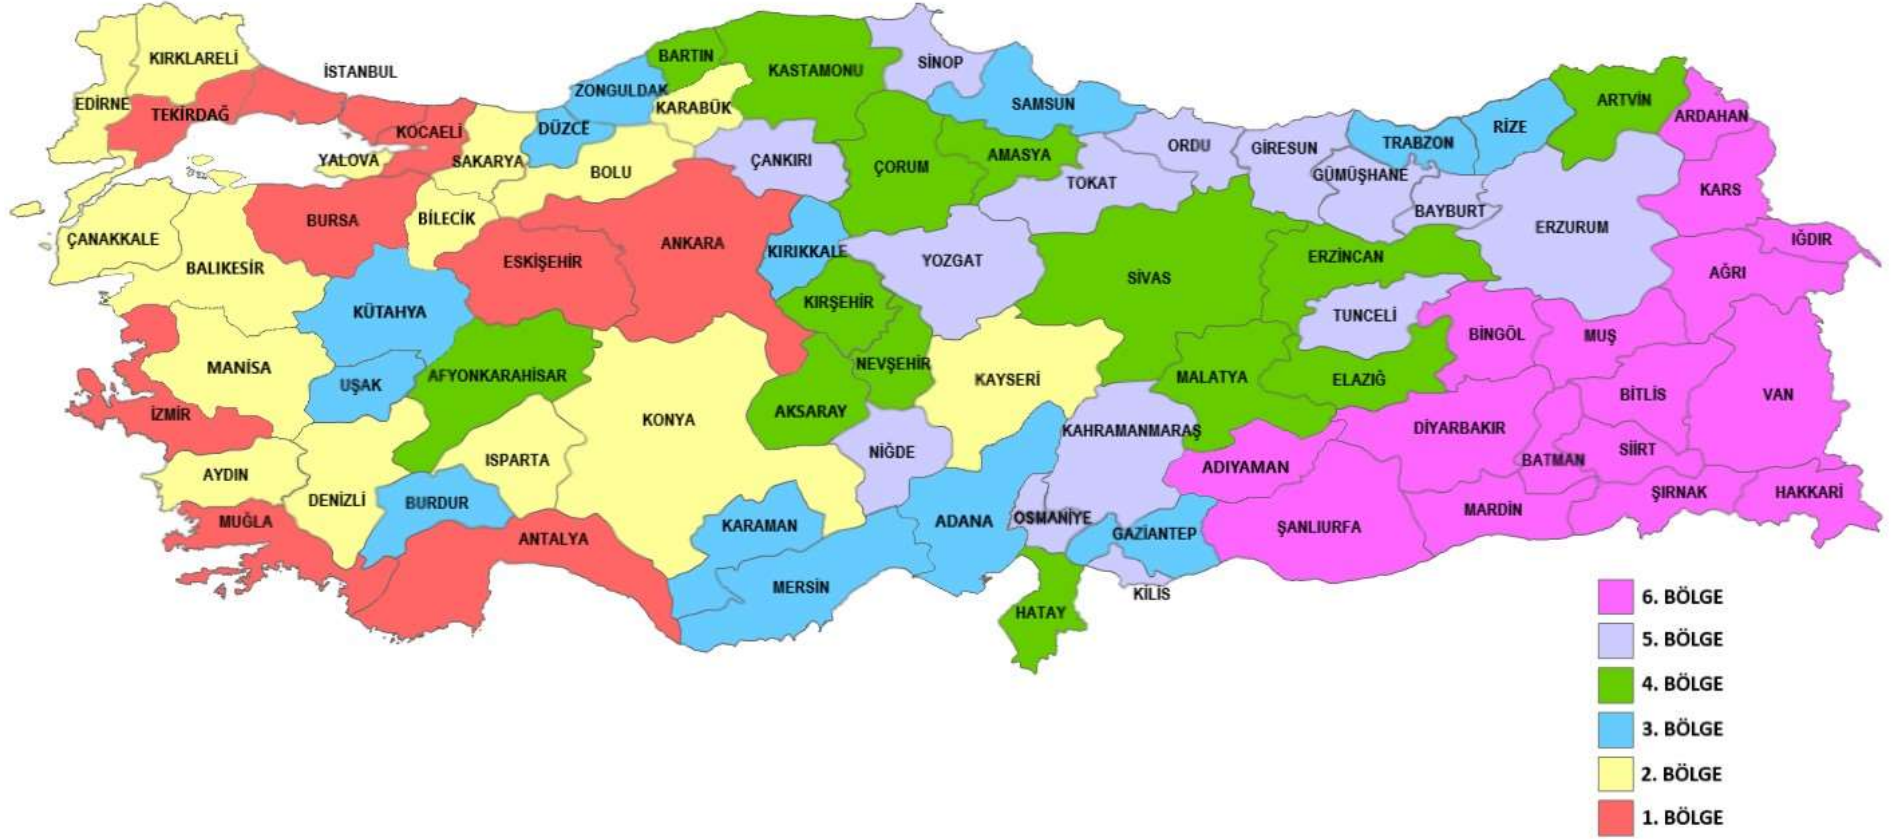 KIRKLARELİ
İSTANBUL
EDİRNE
TEKİRDAĞ
KOCAELİ
YALOVA
SAKARYA
DÜZCE
ZONGULDAK
BARTIN
KARABÜK
KASTAMONU
SİNOP
SAMSUN
BOLU
ÇANKIRI
ÇORUM
AMASYA
TOKAT
ORDU
GİRESUN
TRABZON
RİZE
ARTVİN
ARDAHAN
GÜMÜŞHANE
BAYBURT
KARS
ÇANAKKALE
BALIKESİR
BURSA
BİLECİK
ESKİŞEHİR
ANKARA
KIRIKKALE
YOZGAT
SİVAS
ERZİNCAN
ERZURUM
IĞDIR
AĞRI
KÜTAHYA
KIRŞEHİR
TUNCELİ
BİNGÖL
MUŞ
MANİSA
UŞAK
AFYONKARAHİSAR
NEVŞEHİR
KAYSERİ
MALATYA
ELAZIĞ
BİTLİS
VAN
İZMİR
KONYA
AKSARAY
NİĞDE
KAHRAMANMARAŞ
DİYARBAKIR
BATMAN
SİİRT
AYDIN
DENİZLİ
ISPARTA
ADIYAMAN
MUĞLA
BURDUR
ANTALYA
KARAMAN
ADANA
OSMANİYE
GAZİANTEP
ŞANLIURFA
MARDİN
ŞIRNAK
HAKKARİ
MERSİN
KİLİS
HATAY
6. BÖLGE
5. BÖLGE
4. BÖLGE
3. BÖLGE
2. BÖLGE
1. BÖLGE